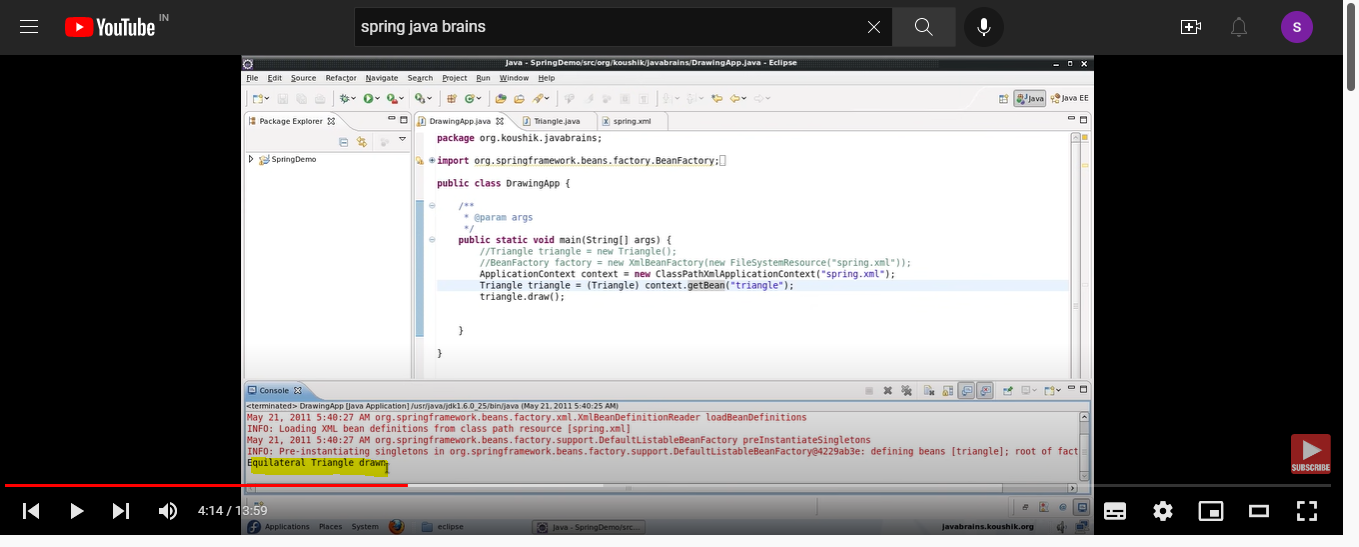 YouTube IN
spring java brains
S
Java - SpringDemo/src/org/koushik/javabrains/DrawingApp.java - Eclipse
File Edit Source Refactor Navigate Search Project Run Window Help
Java Java EE
Package Explorer
DrawingApp.java Triangle.java spring.xml
SpringDemo
package org.koushik.javabrains;
import org.springframework.beans.factory.BeanFactory;
public class DrawingApp {
/**
* @param args
*/
public static void main(String[] args) {
//Triangle triangle = new Triangle();
//BeanFactory factory = new XmlBeanFactory(new FileSystemResource("spring.xml"));
ApplicationContext context = new ClassPathXmlApplicationContext("spring.xml");
Triangle triangle = (Triangle) context.getBean("triangle");
triangle.draw();
}
}
Console
<terminated> DrawingApp [Java Application] /usr/java/jdk1.6.0_25/bin/java (May 21, 2011 5:40:25 AM)
May 21, 2011 5:40:27 AM org.springframework.beans.factory.xml.XmlBeanDefinitionReader loadBeanDefinitions
INFO: Loading XML bean definitions from class path resource [spring.xml]
May 21, 2011 5:40:27 AM org.springframework.beans.factory.support.DefaultListableBeanFactory preInstantiateSingletons
INFO: Pre-instantiating singletons in org.springframework.beans.factory.support.DefaultListableBeanFactory@4229ab3e: defining beans [triangle]; root of fact
Equilateral Triangle drawn
SUBSCRIBE
4:14 / 13:59
Applications Places System eclipse Java - SpringDemo/src... javabrains.koushik.org